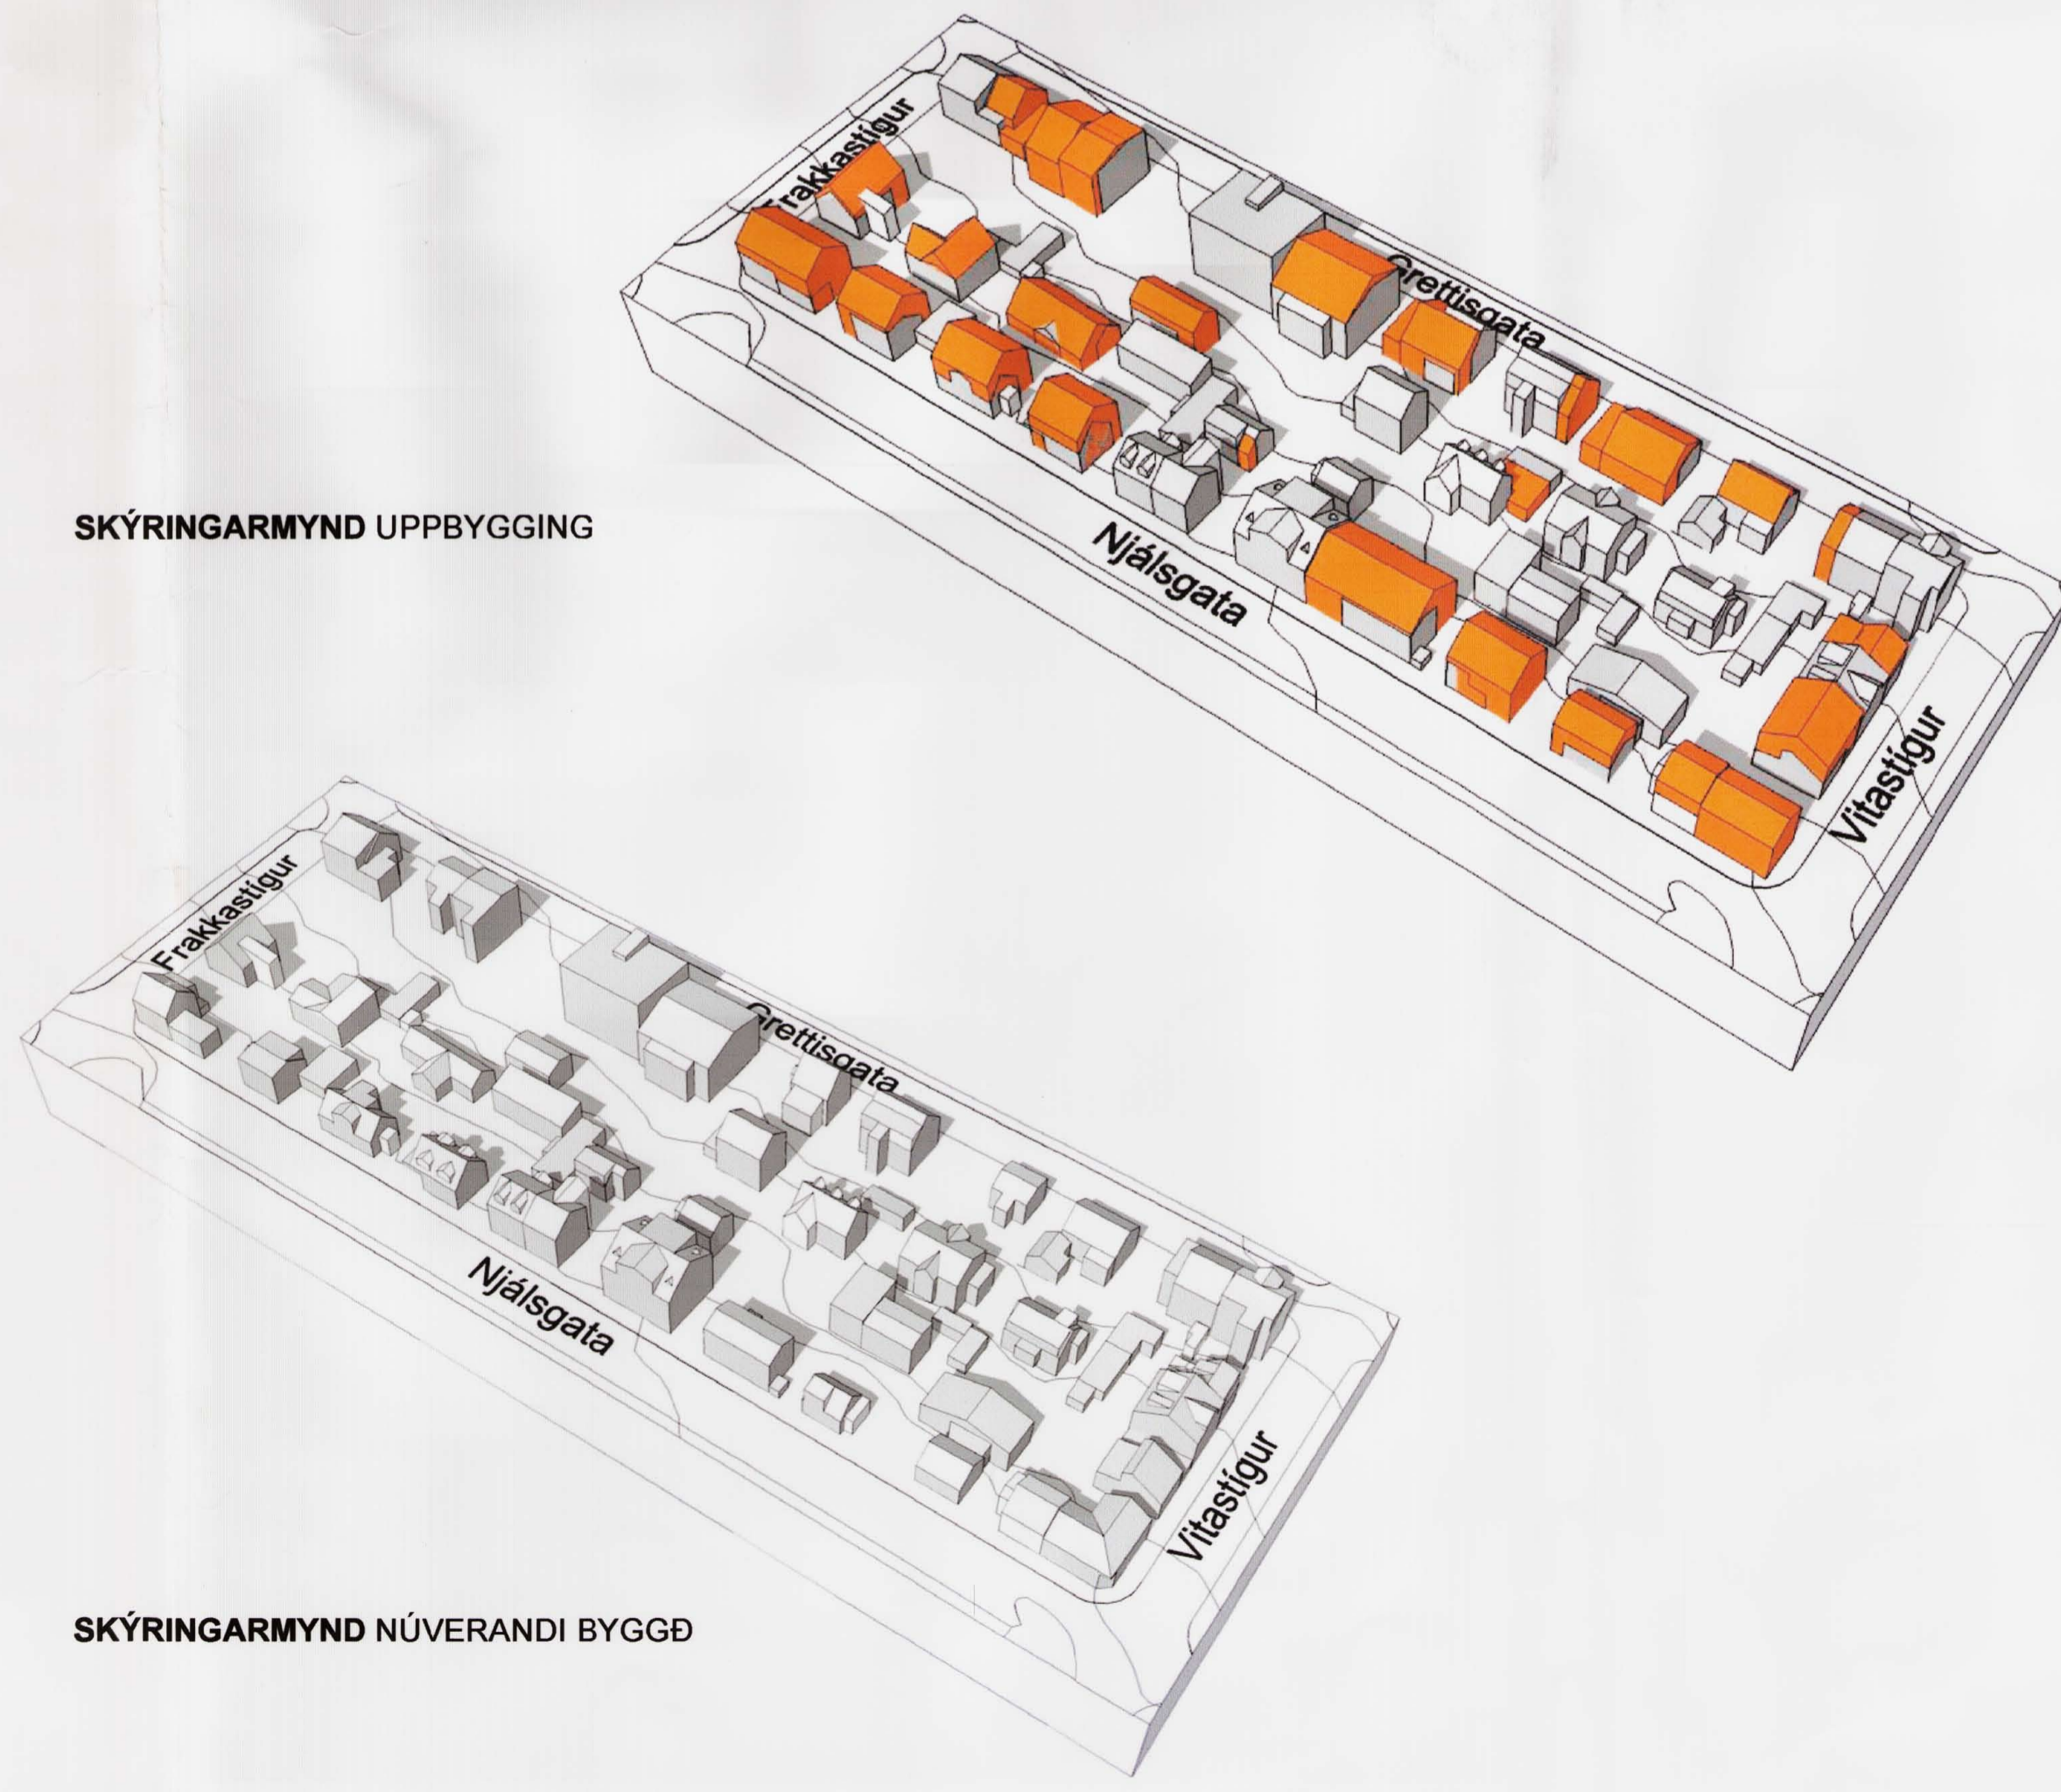 Frakkastígur
Grettisgata
SKÝRINGARMYND UPPBYGGING
Njálsgata
Vitastígur
Frakkastígur
Grettisgata
Njálsgata
Vitastígur
SKÝRINGARMYND NÚVERANDI BYGGÐ